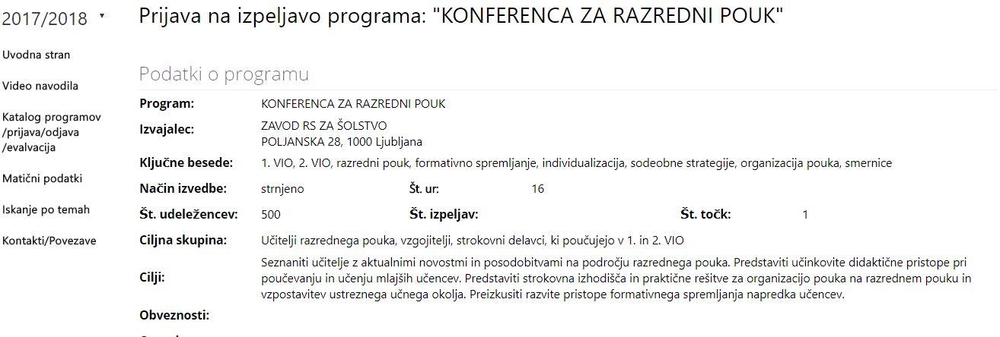 2017/2018
Uvodna stran
Video navodila
Katalog programov
/prijava/odjava
/evalvacija
Matični podatki
Iskanje po temah
Kontakti/Povezave
Prijava na izpeljavo programa: "KONFERENCA ZA RAZREDNI POUK"
Podatki o programu
Program: KONFERENCA ZA RAZREDNI POUK
Izvajalec: ZAVOD RS ZA ŠOLSTVO
POLJANSKA 28, 1000 Ljubljana
Ključne besede: 1. VIO, 2. VIO, razredni pouk, formativno spremljanje, individualizacija, sodeobne strategije, organizacija pouka, smernice
Način izvedbe: strnjeno Št. ur: 16
Št. udeležencev: 500 Št. izpeljav: Št. točk: 1
Ciljna skupina: Učitelji razrednega pouka, vzgojitelji, strokovni delavci, ki poučujejo v 1. in 2. VIO
Cilji: Seznaniti učitelje z aktualnimi novostmi in posodobitvami na področju razrednega pouka. Predstaviti učinkovite didaktične pristope pri
poučevanju in učenju mlajših učencev. Predstaviti strokovna izhodišča in praktične rešitve za organizacijo pouka na razrednem pouku in
vzpostavitev ustreznega učnega okolja. Preizkusiti razvite pristope formativnega spremljanja napredka učencev.
Obveznosti: